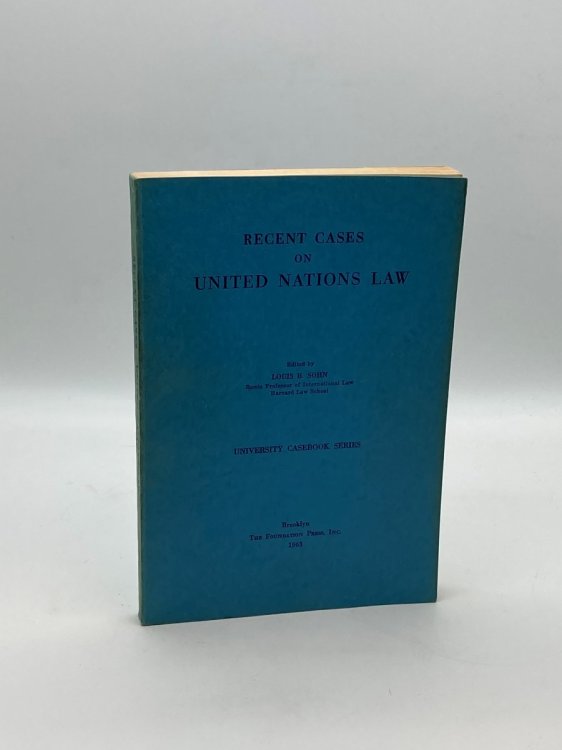 RECENT CASES
ON
UNITED NATIONS LAW
Edited by
LOUIS B. SOHN
Bemis Professor of International Law
Harvard Law School
UNIVERSITY CASEBOOK SERIES
Brooklyn
THE FOUNDATION PRESS, INC.
1963